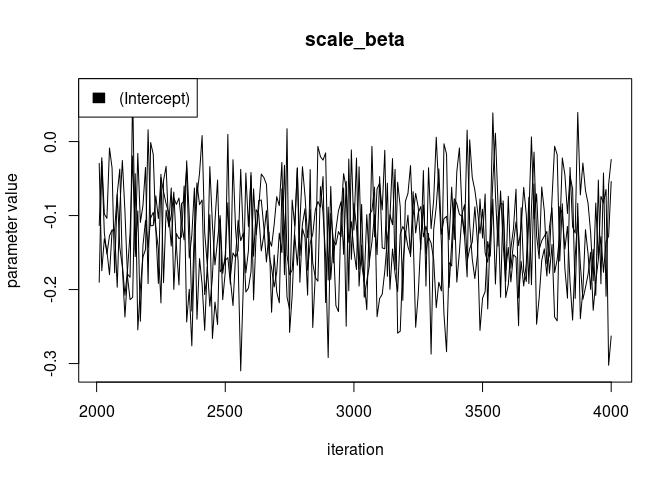 scale_beta
(Intercept)
0.0
-0.1
-0.2
-0.3
parameter value
2000 2500 3000 3500 4000
iteration